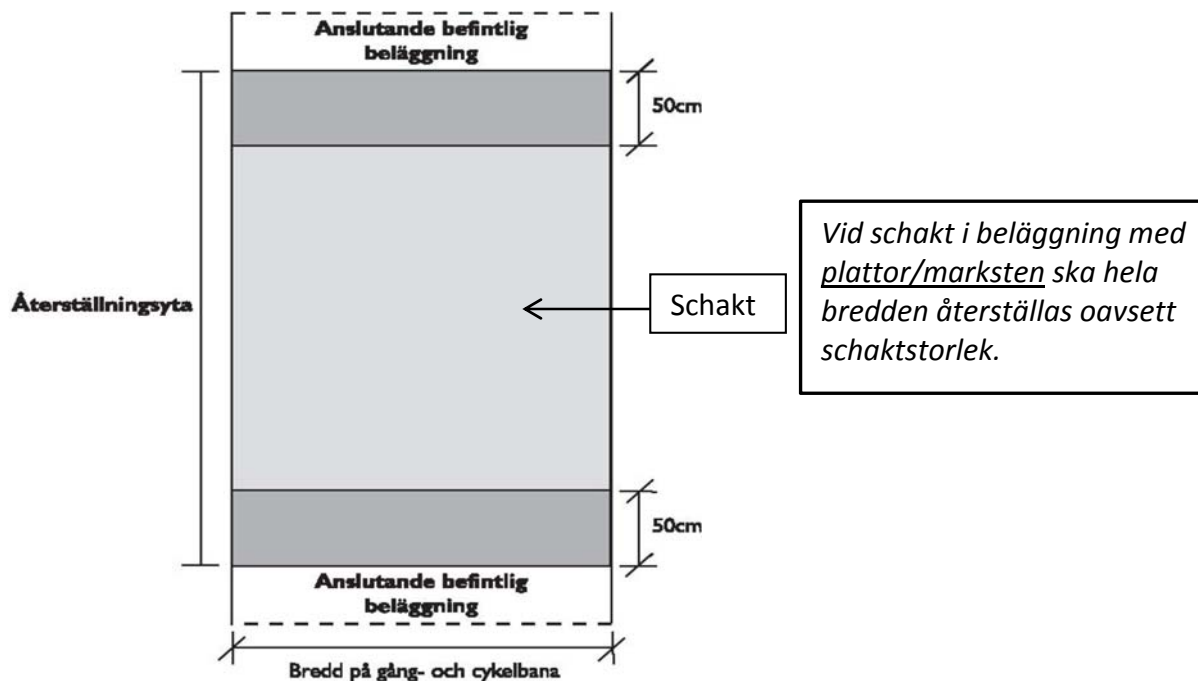 Anslutande befintlig
beläggning
50cm
Återställningsyta
Schakt
Vid schakt i beläggning med
plattor/marksten ska hela
bredden återställas oavsett
schaktstorlek.
50cm
Anslutande befintlig
beläggning
Bredd på gång- och cykelbana